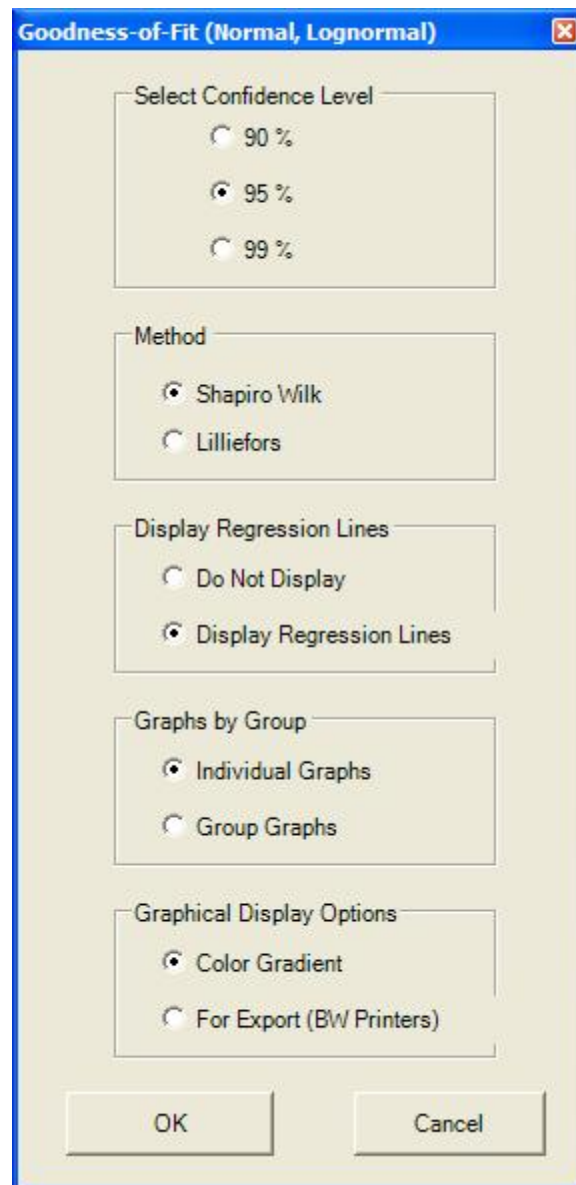 Goodness-of-Fit (Normal, Lognormal)
Select Confidence Level
90 %
95 %
99 %
Method
Shapiro Wilk
Lilliefors
Display Regression Lines
Do Not Display
Display Regression Lines
Graphs by Group
Individual Graphs
Group Graphs
Graphical Display Options
Color Gradient
For Export (BW Printers)
OK
Cancel